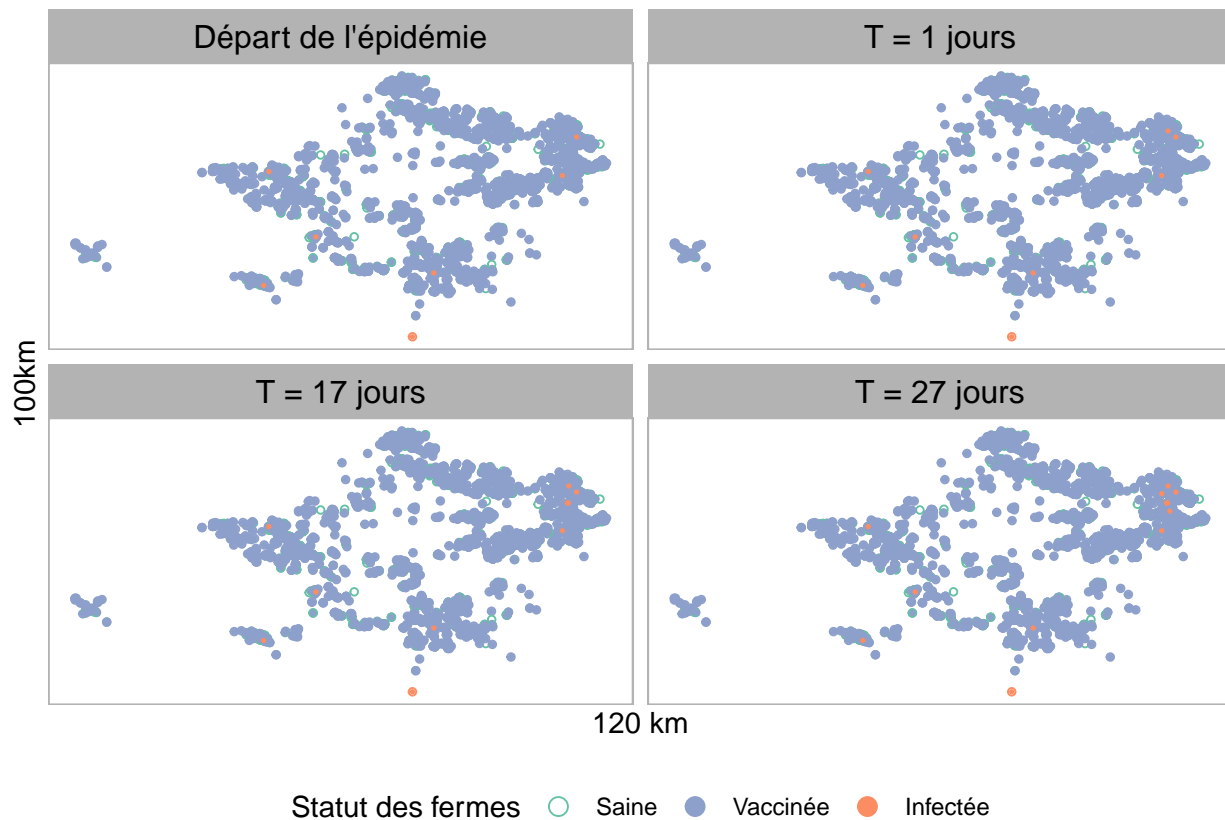 Départ de l'épidémie
T = 1 jours
T = 17 jours
T = 27 jours
100km
120 km
Statut des fermes Saine Vaccinée Infectée